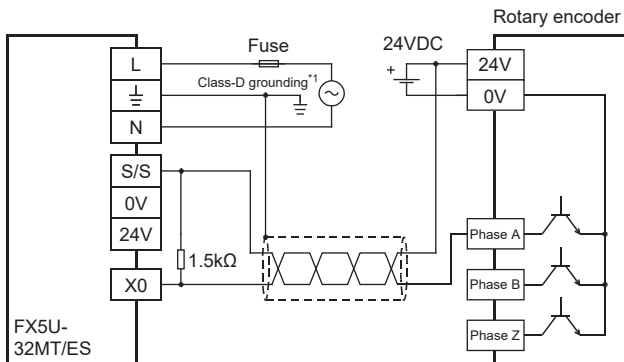 Rotary encoder
L
Fuse
24VDC
+
24V
Class-D grounding*1
0V
N
S/S
0V
24V
1.5kΩ
X0
Phase A
Phase B
Phase Z
FX5U-
32MT/ES